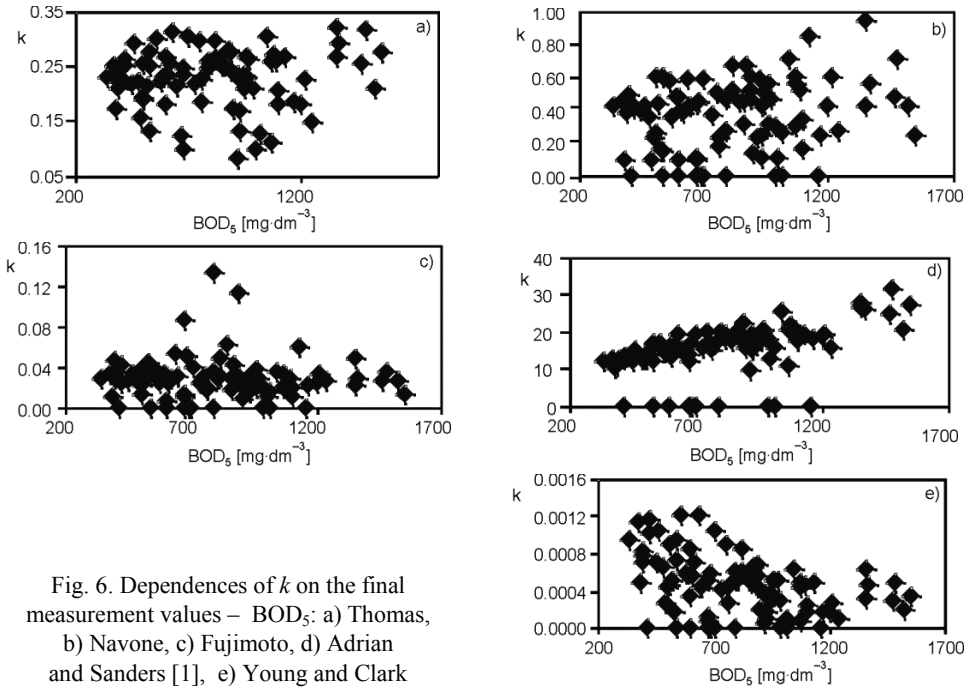 0.35
k
a)
0.25
0.15
0.05
200
1200
BOD₅ [mg·dm⁻³]
1.00
k
b)
0.80
0.60
0.40
0.20
0.00
200
700
1200
1700
BOD₅ [mg·dm⁻³]
0.16
k
c)
0.12
0.08
0.04
0.00
200
700
1200
1700
BOD₅ [mg·dm⁻³]
40
k
d)
30
20
10
0
200
700
1200
1700
BOD₅ [mg·dm⁻³]
0.0016
k
e)
0.0012
0.0008
0.0004
0.0000
200
700
1200
1700
BOD₅ [mg·dm⁻³]
Fig. 6. Dependences of k on the final
measurement values – BOD₅: a) Thomas,
b) Navone, c) Fujimoto, d) Adrian
and Sanders [1], e) Young and Clark